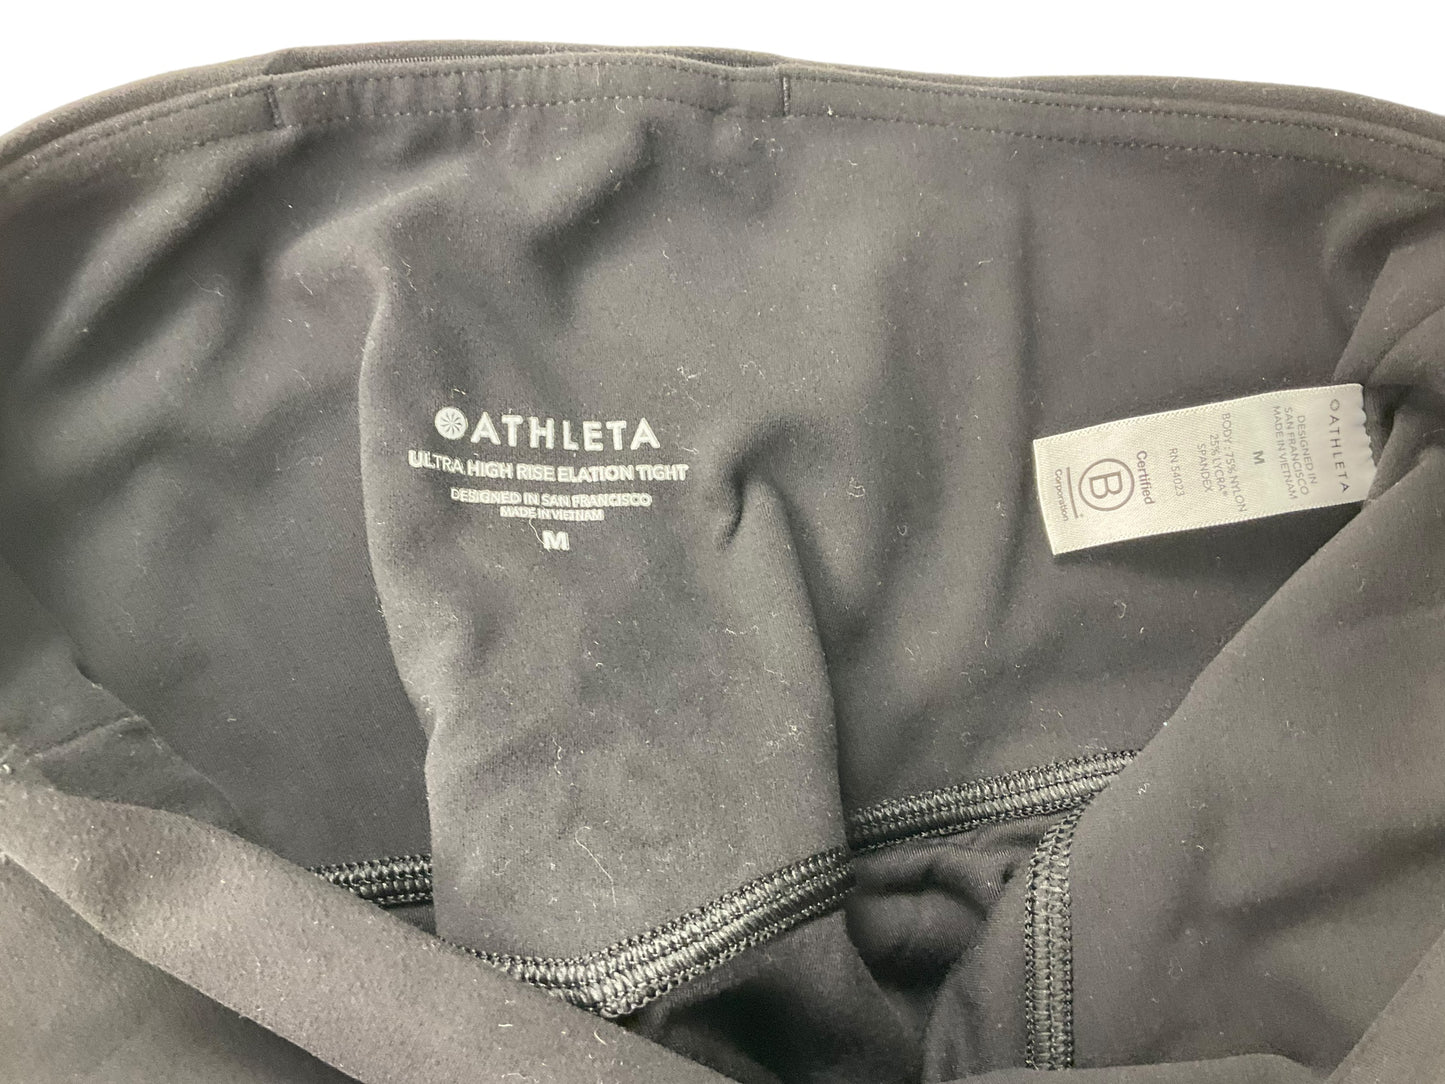 ATHLETA
ULTRA HIGH RISE ELATION TIGHT
DESIGNED IN SAN FRANCISCO
MADE IN VIETNAM
M
ATHLETA
DESIGNED IN
SAN FRANCISCO
MADE IN VIETNAM
M
BODY : 75% NYLON
25% LYCRA®
SPANDEX
RN 54023
Certified
B
Corporation